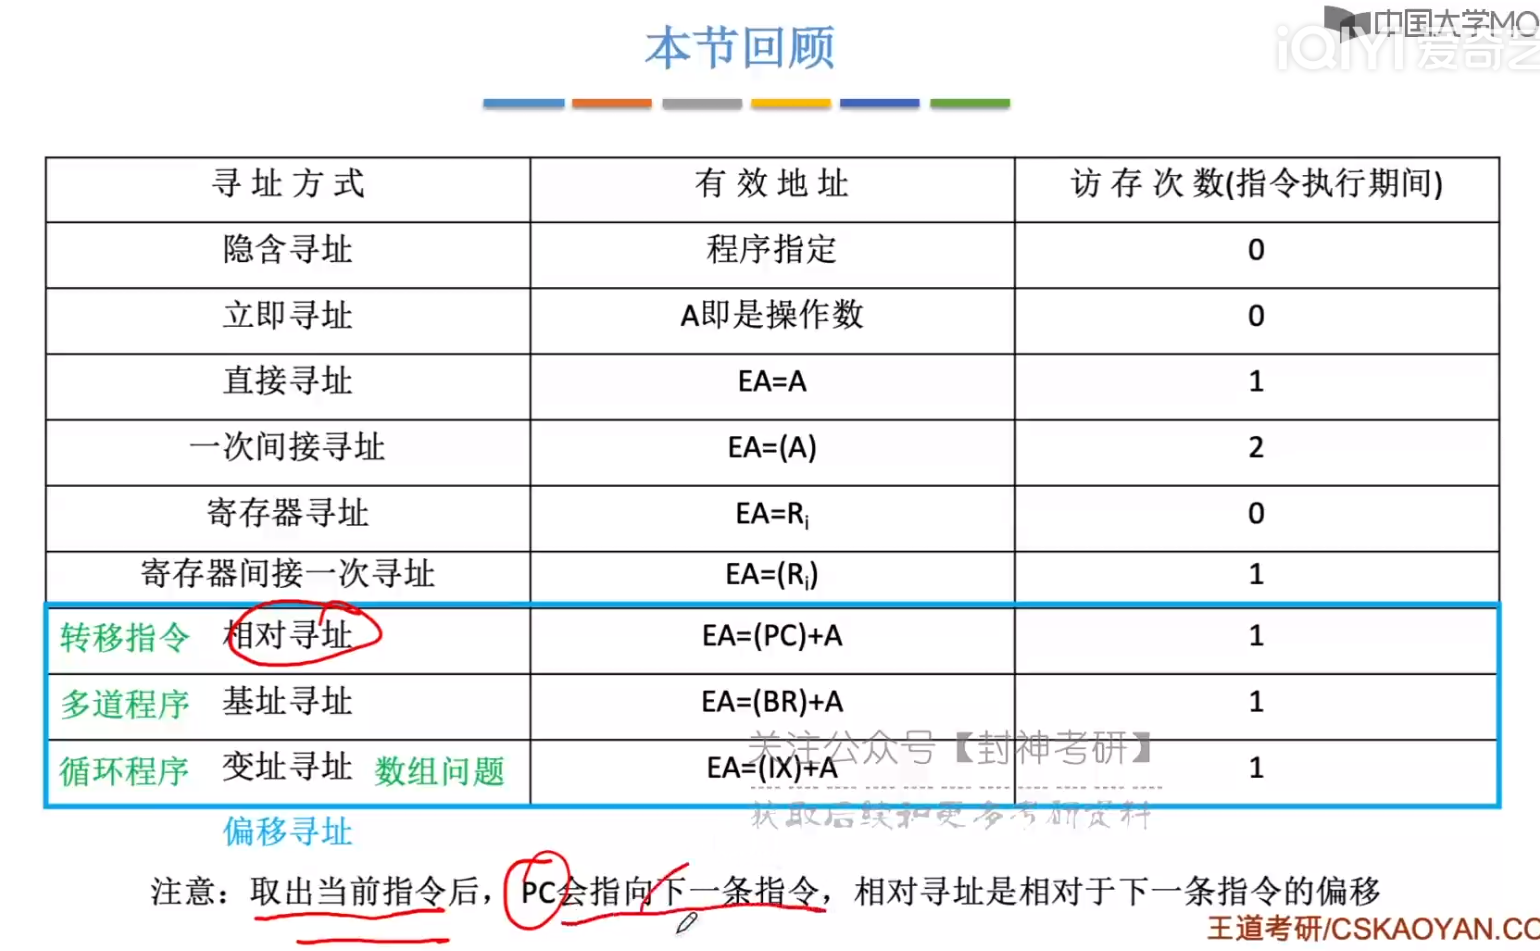 中国大学MO
iQIYI 爱奇艺
本节回顾
寻址方式 有效地址 访存次数(指令执行期间)
隐含寻址 程序指定 0
立即寻址 A即是操作数 0
直接寻址 EA=A 1
一次间接寻址 EA=(A) 2
寄存器寻址 EA=Ri 0
寄存器间接一次寻址 EA=(Ri) 1
转移指令 相对寻址 EA=(PC)+A 1
多道程序 基址寻址 EA=(BR)+A 1
关注公众号【封神考研】
循环程序 变址寻址 数组问题 EA=(IX)+A 1
获取后续和更多考研资料
偏移寻址
注意：取出当前指令后，PC会指向下一条指令，相对寻址是相对于下一条指令的偏移
王道考研/CSKAOYAN.CO